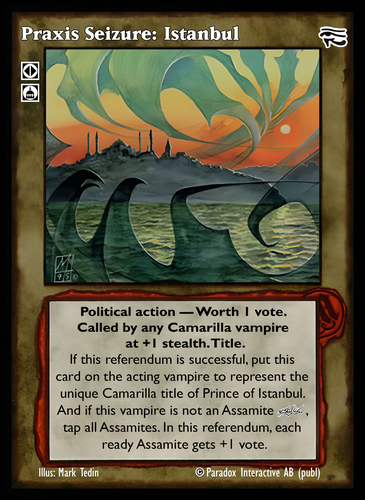 Praxis Seizure: Istanbul
Political action — Worth 1 vote.
Called by any Camarilla vampire
at +1 stealth. Title.
If this referendum is successful, put this
card on the acting vampire to represent the
unique Camarilla title of Prince of Istanbul.
And if this vampire is not an Assamite ,
tap all Assamites. In this referendum, each
ready Assamite gets +1 vote.
Illus: Mark Tedin © Paradox Interactive AB (publ)